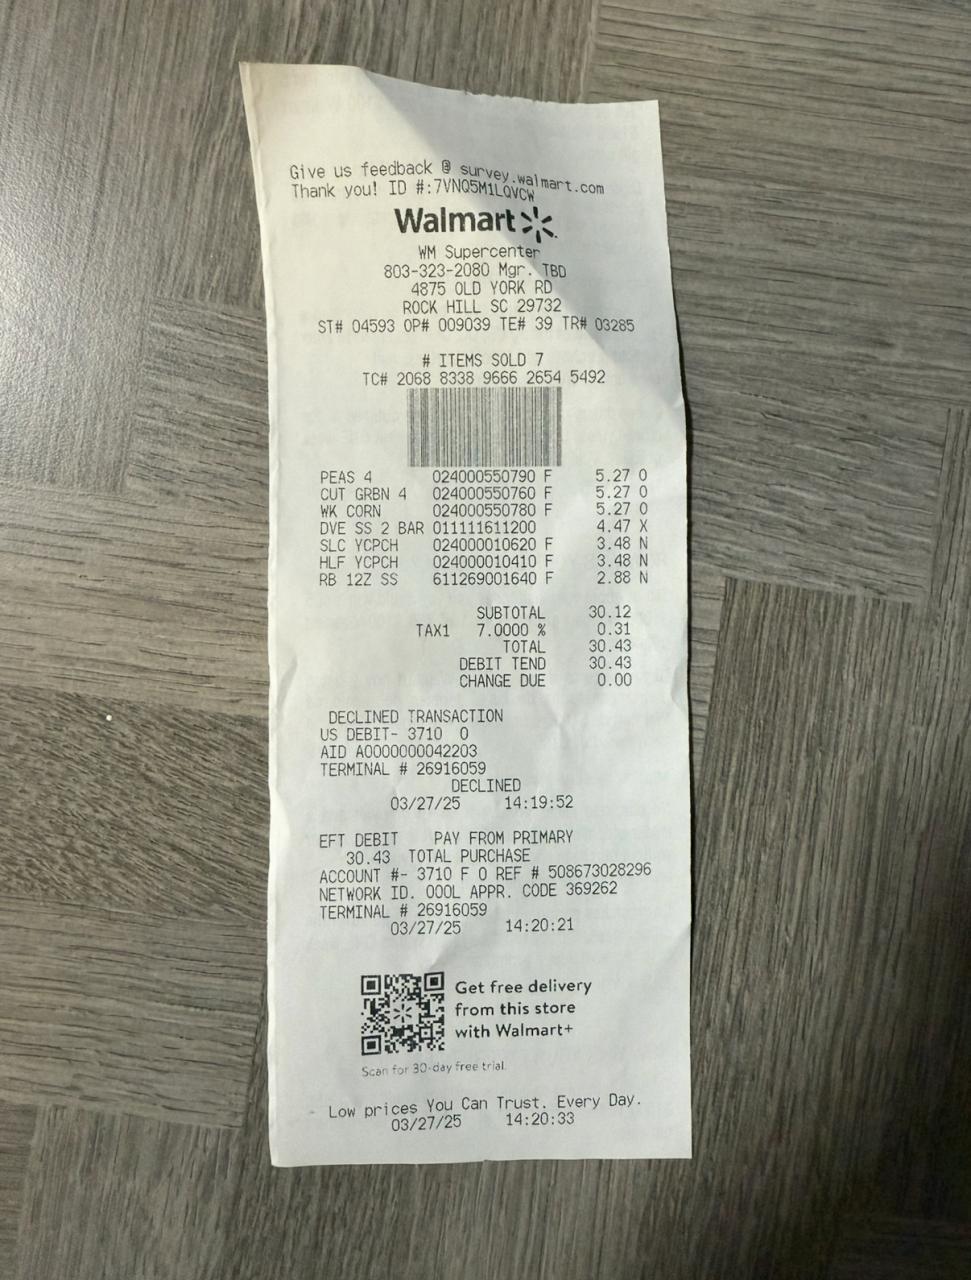 Give us feedback @ survey.walmart.com
Thank you! ID #:7VNQ5M1LQVCW
Walmart
WM Supercenter
803-323-2080 Mgr. TBD
4875 OLD YORK RD
ROCK HILL SC 29732
ST# 04593 OP# 009039 TE# 39 TR# 03285
# ITEMS SOLD 7
TC# 2068 8338 9666 2654 5492
PEAS 4 024000550790 F 5.27 O
CUT GRBN 4 024000550760 F 5.27 O
WK CORN 024000550780 F 5.27 O
DVE SS 2 BAR 011111611200 4.47 X
SLC YCPCH 024000010620 F 3.48 N
HLF YCPCH 024000010410 F 3.48 N
RB 12Z SS 611269001640 F 2.88 N
SUBTOTAL 30.12
TAX1 7.0000 % 0.31
TOTAL 30.43
DEBIT TEND 30.43
CHANGE DUE 0.00
DECLINED TRANSACTION
US DEBIT- 3710 0
AID A0000000042203
TERMINAL # 26916059
DECLINED
03/27/25 14:19:52
EFT DEBIT PAY FROM PRIMARY
30.43 TOTAL PURCHASE
ACCOUNT #- 3710 F 0 REF # 508673028296
NETWORK ID. 000L APPR. CODE 369262
TERMINAL # 26916059
03/27/25 14:20:21
Get free delivery
from this store
with Walmart+
Scan for 30-day free trial.
Low prices You Can Trust. Every Day.
03/27/25 14:20:33